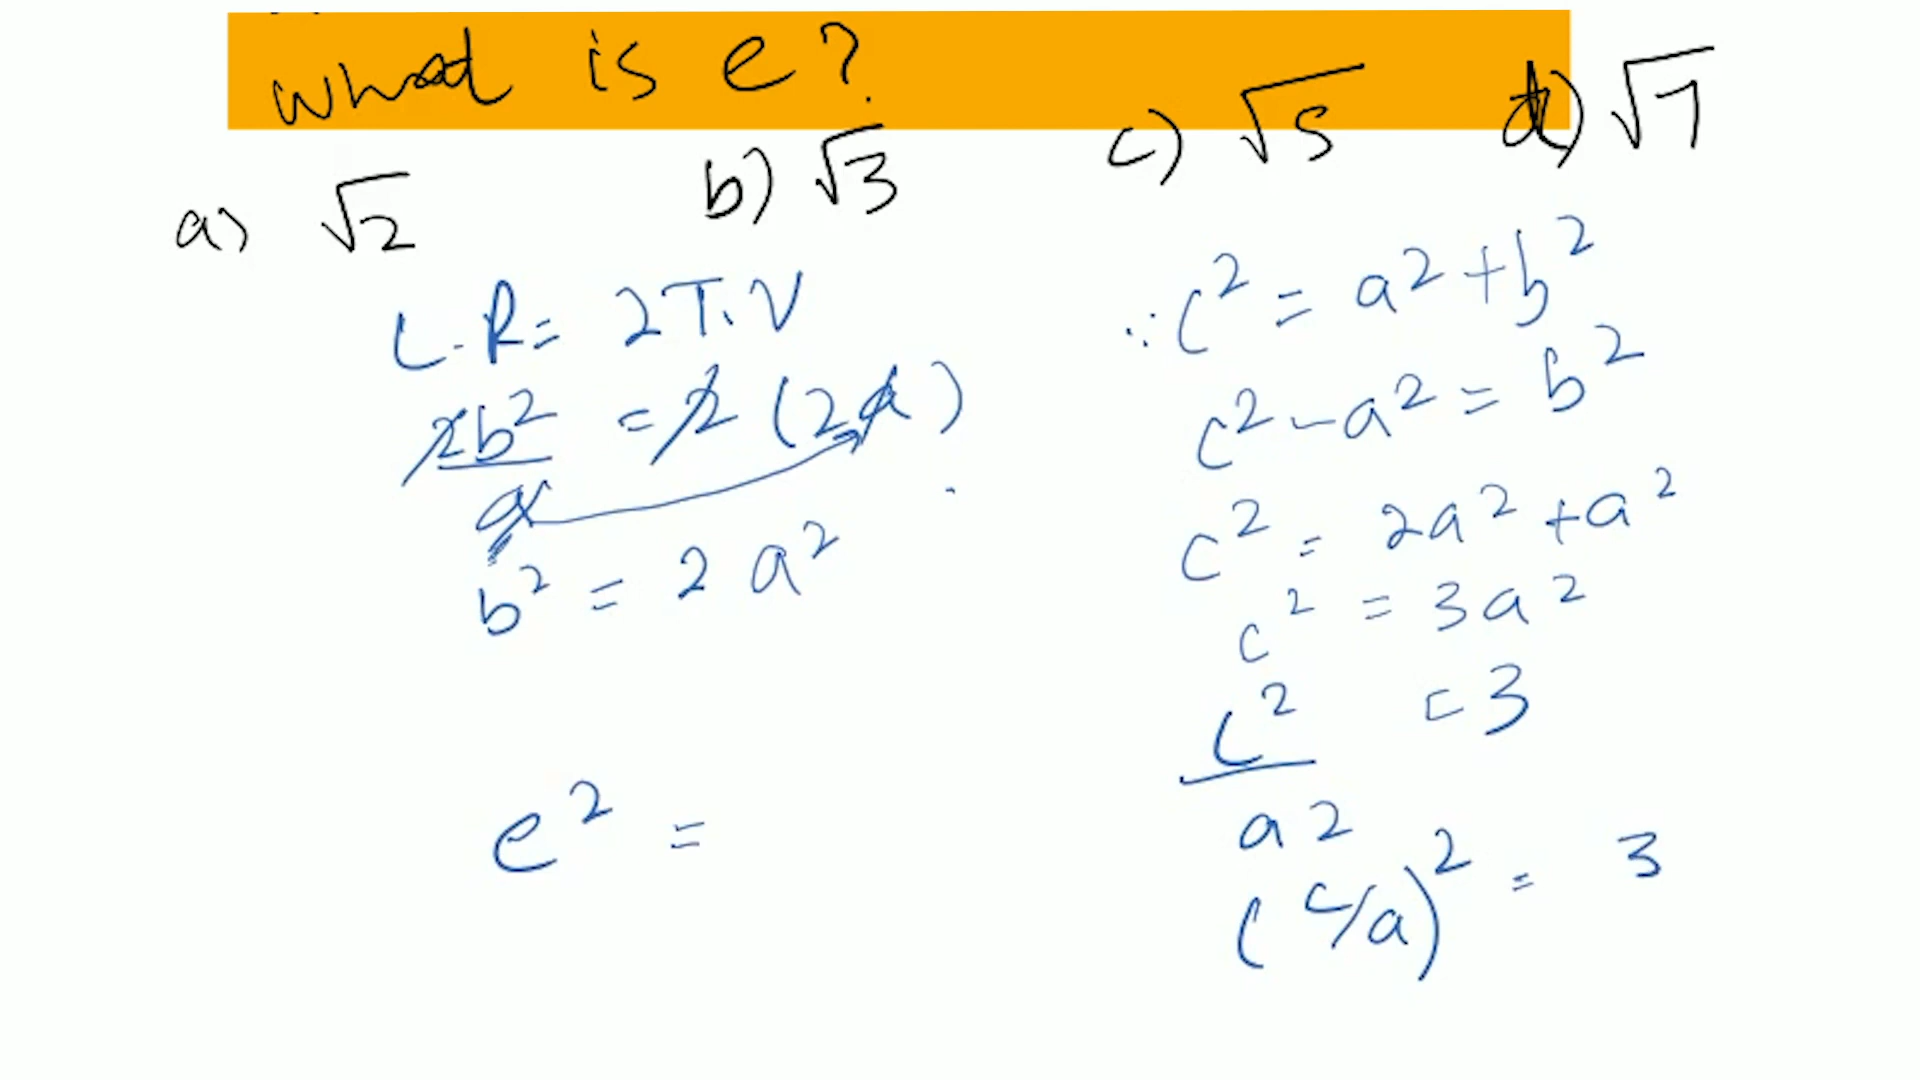 what is e?
a) √2 b) √3 c) √5 d) √7
L.R = 2T.V
2b²/a = 2(2a)
b² = 2a²
e² =
∵ c² = a² + b²
c² - a² = b²
c² = 2a² + a²
c² = 3a²
c²/a² = 3
(c/a)² = 3